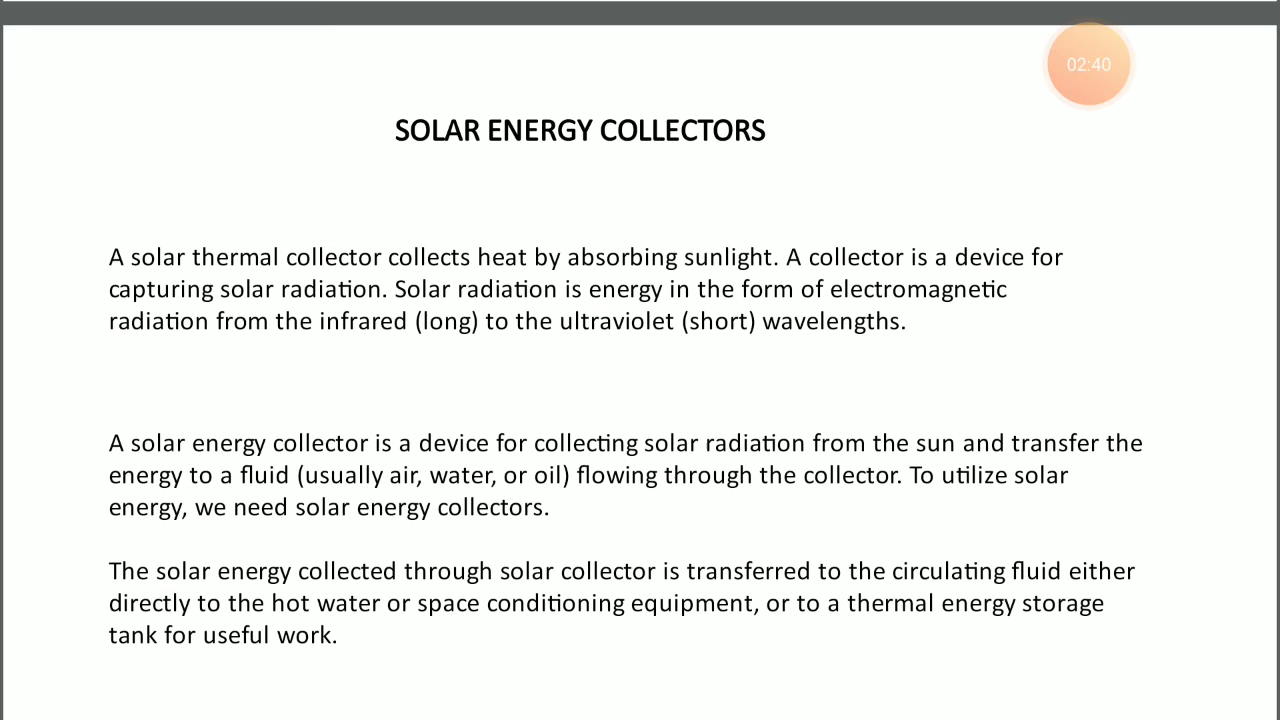 02:40
SOLAR ENERGY COLLECTORS
A solar thermal collector collects heat by absorbing sunlight. A collector is a device for
capturing solar radiation. Solar radiation is energy in the form of electromagnetic
radiation from the infrared (long) to the ultraviolet (short) wavelengths.
A solar energy collector is a device for collecting solar radiation from the sun and transfer the
energy to a fluid (usually air, water, or oil) flowing through the collector. To utilize solar
energy, we need solar energy collectors.
The solar energy collected through solar collector is transferred to the circulating fluid either
directly to the hot water or space conditioning equipment, or to a thermal energy storage
tank for useful work.